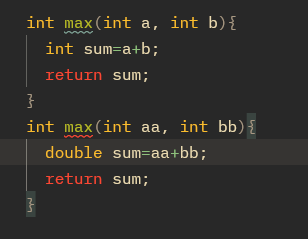 int max(int a, int b){
  int sum=a+b;
  return sum;
}
int max(int aa, int bb){
  double sum=aa+bb;
  return sum;
}